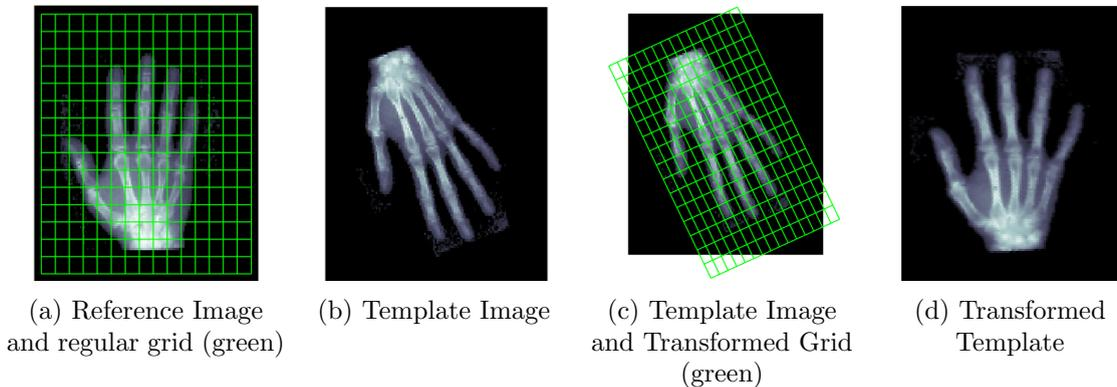 (a) Reference Image
and regular grid (green)
(b) Template Image
(c) Template Image
and Transformed Grid
(green)
(d) Transformed
Template